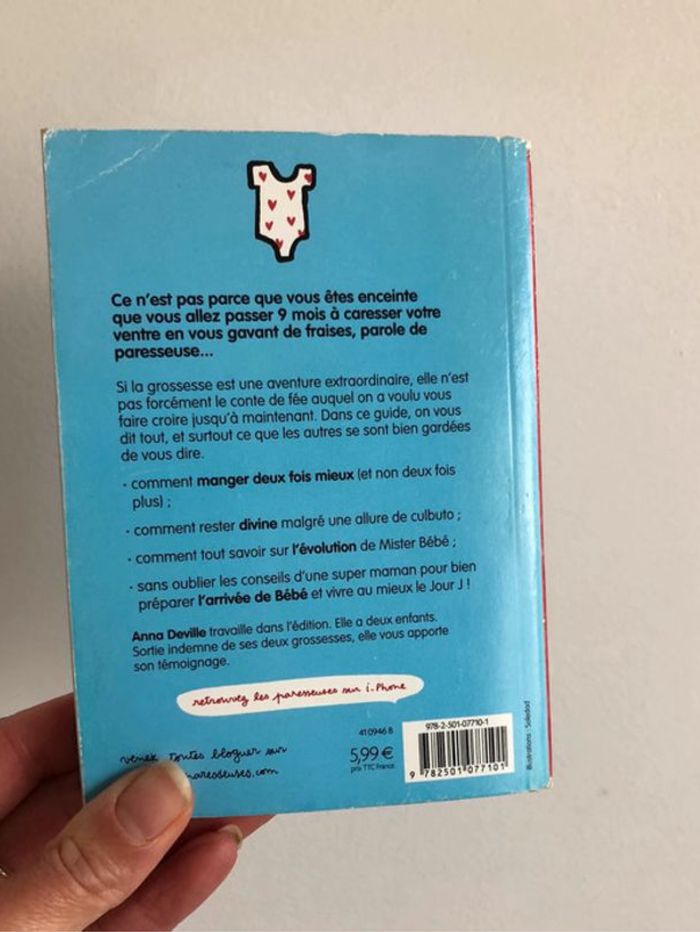 Ce n'est pas parce que vous êtes enceinte
que vous allez passer 9 mois à caresser votre
ventre en vous gavant de fraises, parole de
paresseuse...
Si la grossesse est une aventure extraordinaire, elle n'est
pas forcément le conte de fée auquel on a voulu vous
faire croire jusqu'à maintenant. Dans ce guide, on vous
dit tout, et surtout ce que les autres se sont bien gardées
de vous dire.
· comment manger deux fois mieux (et non deux fois
plus) ;
· comment rester divine malgré une allure de culbuto ;
· comment tout savoir sur l'évolution de Mister Bébé ;
· sans oublier les conseils d'une super maman pour bien
préparer l'arrivée de Bébé et vivre au mieux le Jour J !
Anna Deville travaille dans l'édition. Elle a deux enfants.
Sortie indemne de ses deux grossesses, elle vous apporte
son témoignage.
retrouvez les paresseuses sur i-Phone
venez toutes bloguer sur
aresseuses.com
41 0946 8
5,99 €
prix TTC France
978-2-501-07710-1
9 782501 077101
Illustrations : Soledad